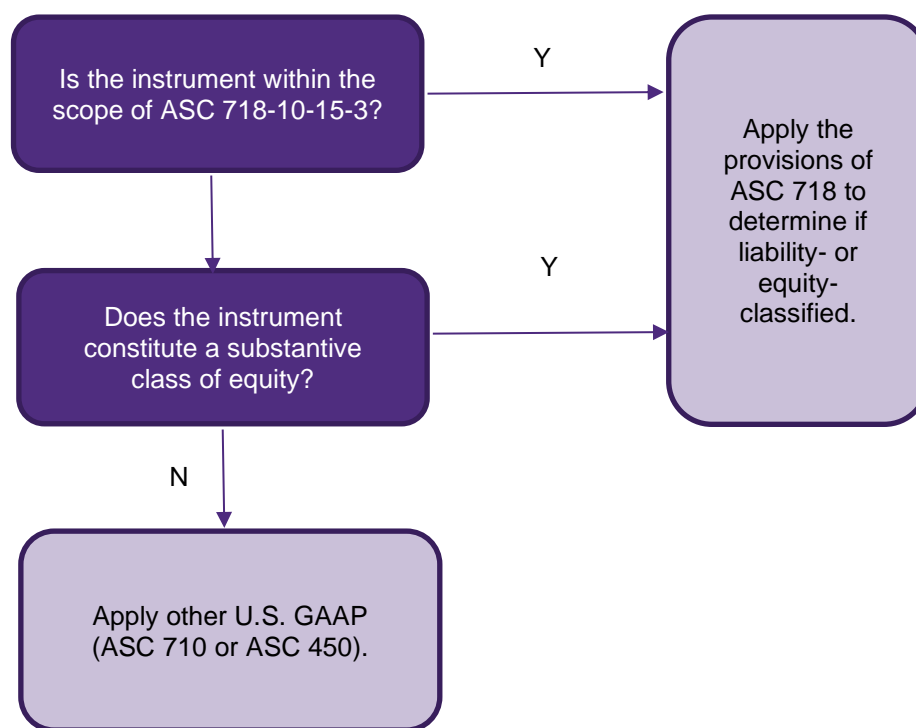 Is the instrument within the
scope of ASC 718-10-15-3?
Y
Apply the
provisions of
ASC 718 to
determine if
liability- or
equity-
classified.
Does the instrument
constitute a substantive
class of equity?
Y
N
Apply other U.S. GAAP
(ASC 710 or ASC 450).